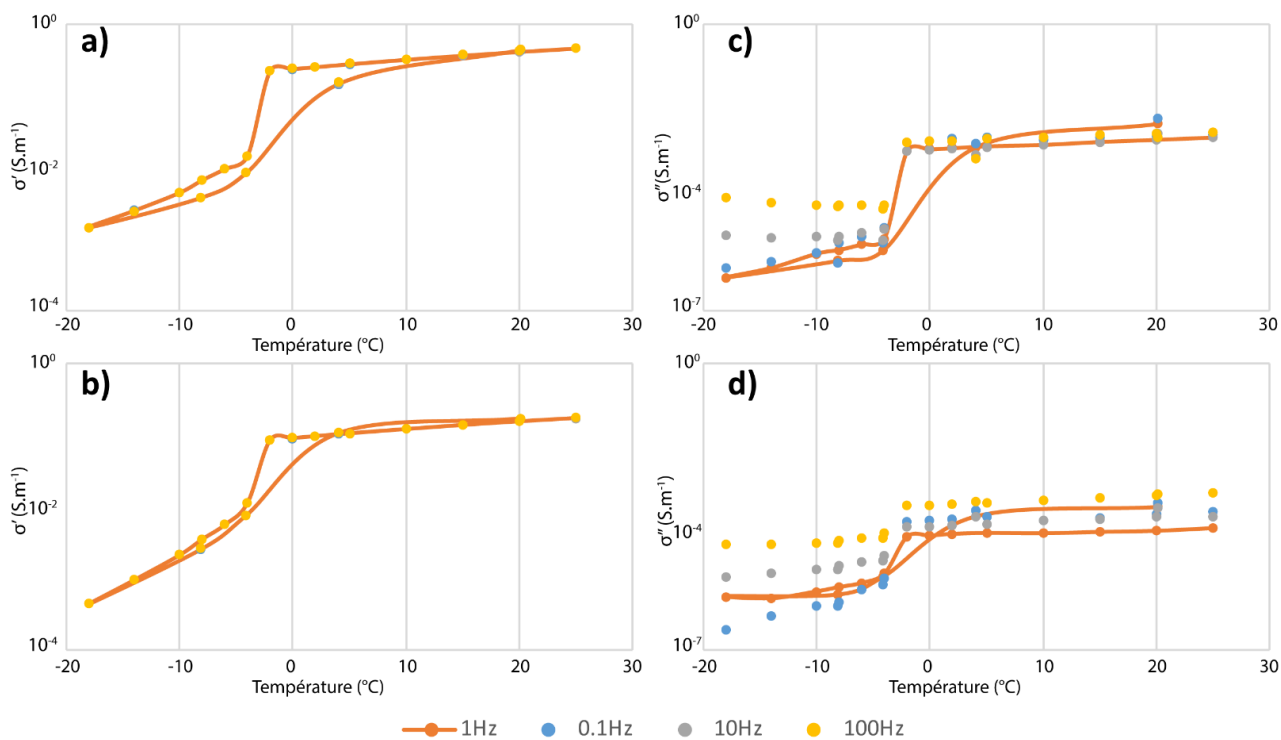 a)
10⁰
10⁻²
10⁻⁴
σ′ (S.m⁻¹)
-20 -10 0 10 20 30
Température (°C)
c)
10⁰
10⁻⁴
10⁻⁷
σ″ (S.m⁻¹)
-20 -10 0 10 20 30
Température (°C)
b)
10⁰
10⁻²
10⁻⁴
σ′ (S.m⁻¹)
-20 -10 0 10 20 30
Température (°C)
d)
10⁰
10⁻⁴
10⁻⁷
σ″ (S.m⁻¹)
-20 -10 0 10 20 30
Température (°C)
1Hz 0.1Hz 10Hz 100Hz